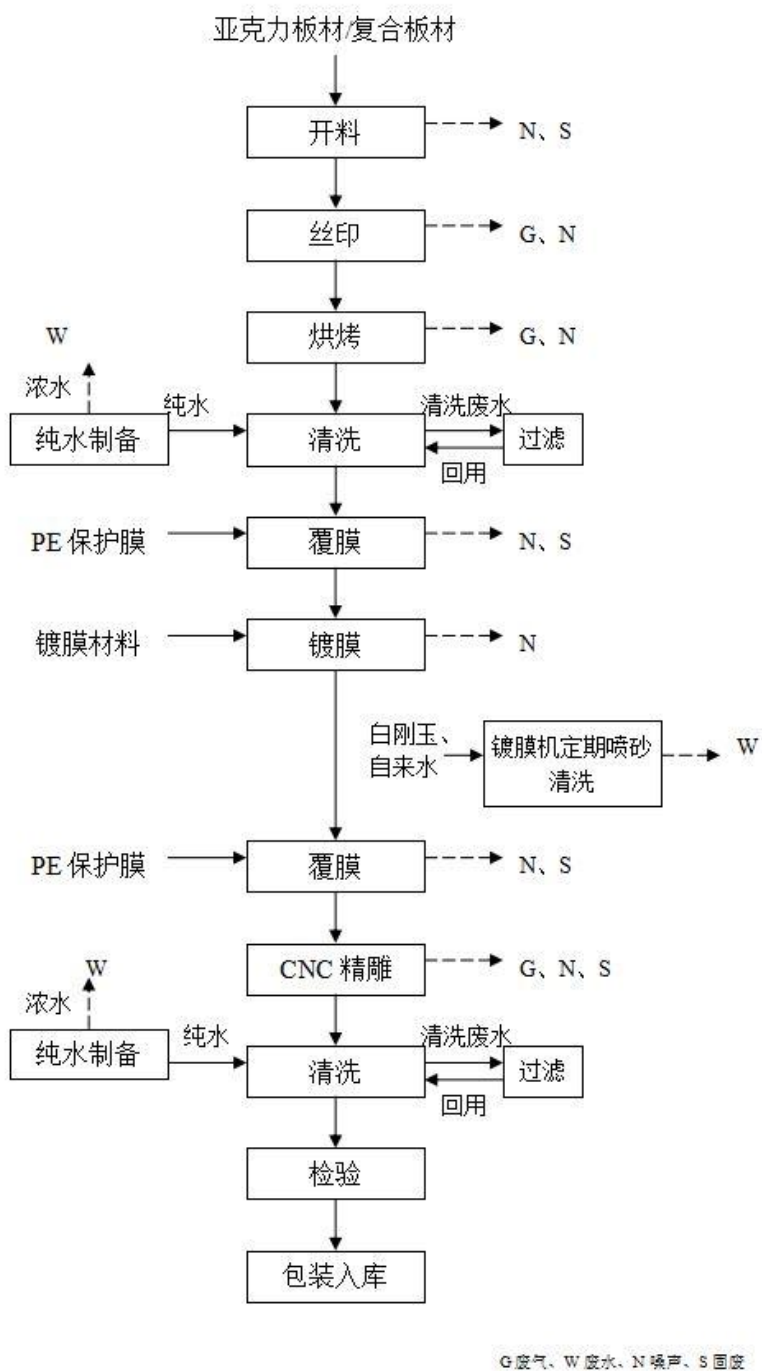 亚克力板材/复合板材
开料
N、S
丝印
G、N
烘烤
G、N
W
浓水
纯水制备
纯水
清洗
清洗废水
过滤
回用
PE 保护膜
覆膜
N、S
镀膜材料
镀膜
N
白刚玉、
自来水
镀膜机定期喷砂
清洗
W
PE 保护膜
覆膜
N、S
CNC 精雕
G、N、S
W
浓水
纯水制备
纯水
清洗
清洗废水
过滤
回用
检验
包装入库
G废气、W废水、N噪声、S固废